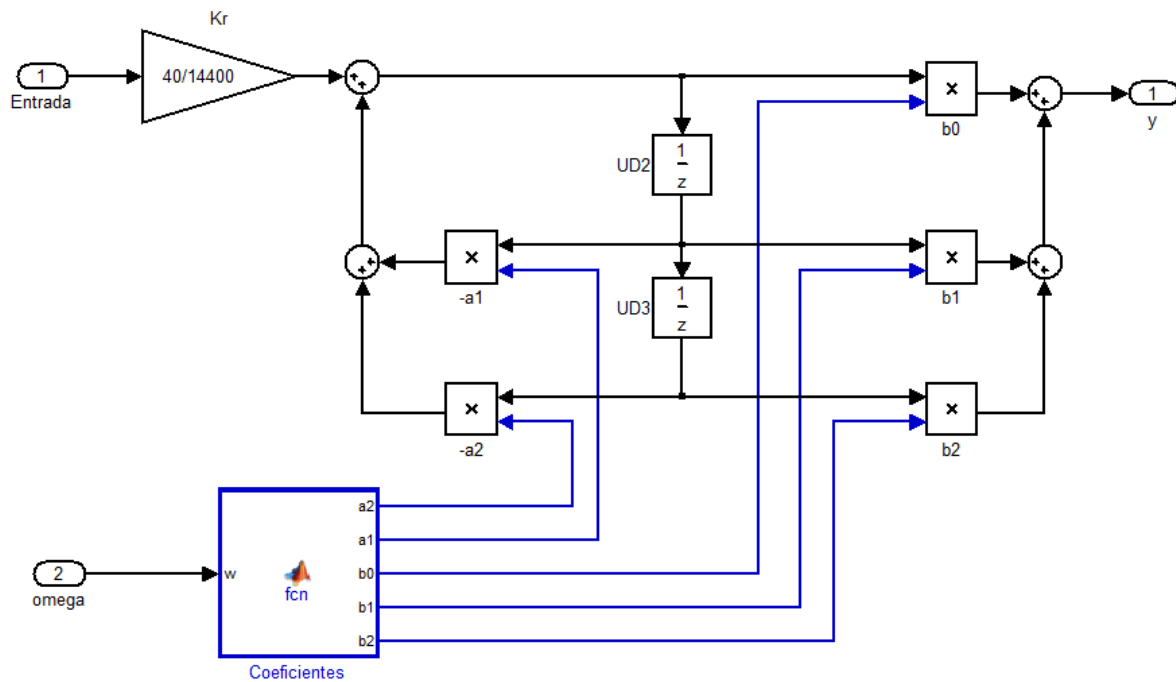 Kr
1
Entrada
40/14400
+
+
×
b0
+
+
1
y
UD2
1
z
+
+
×
-a1
UD3
1
z
×
b1
+
+
×
-a2
×
b2
a2
a1
2
omega
w
fcn
b0
b1
b2
Coeficientes